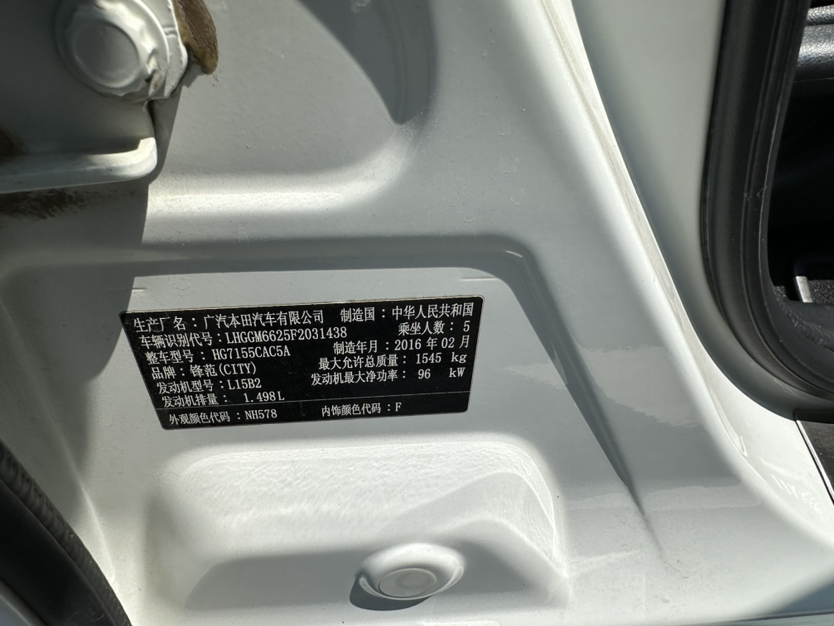 生产厂名：广汽本田汽车有限公司 制造国：中华人民共和国
车辆识别代号：LHGGM6625F2031438 乘坐人数：5
整车型号：HG7155CAC5A 制造年月：2016 年 02 月
品牌：锋范(CITY) 最大允许总质量：1545 kg
发动机型号：L15B2 发动机最大净功率：96 kW
发动机排量：1.498L
外观颜色代码：NH578 内饰颜色代码：F